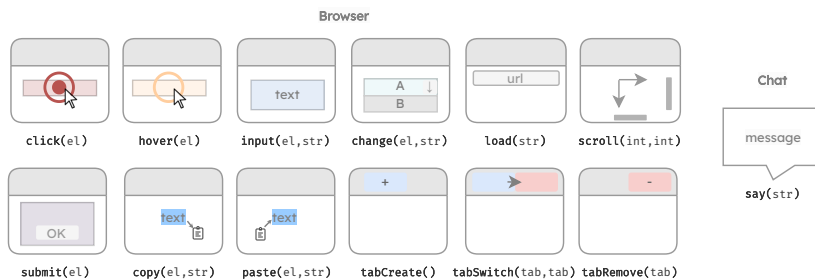 Browser
text
A
B
url
Chat
message
click(el)
hover(el)
input(el,str)
change(el,str)
load(str)
scroll(int,int)
say(str)
OK
text
text
+
-
submit(el)
copy(el,str)
paste(el,str)
tabCreate()
tabSwitch(tab,tab)
tabRemove(tab)